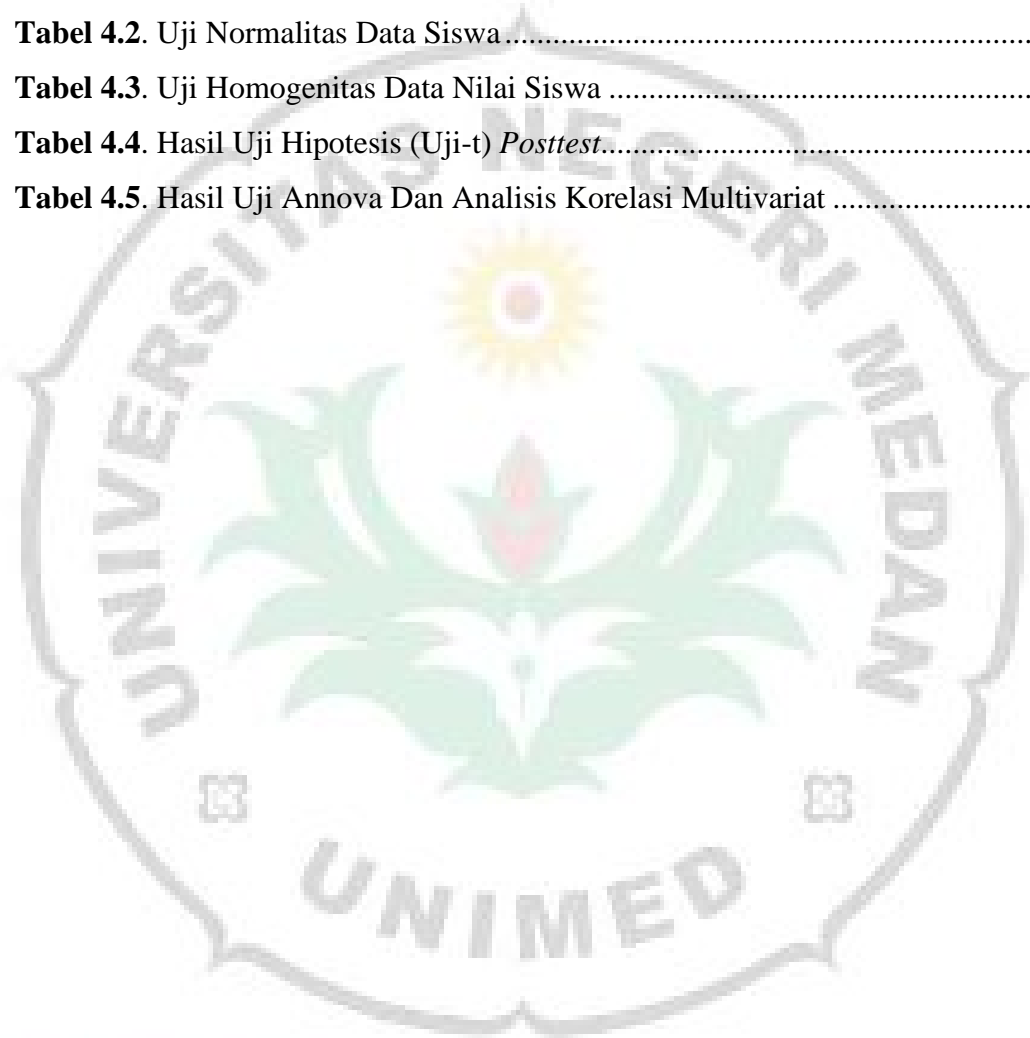 Tabel 4.2. Uji Normalitas Data Siswa....................................................................
Tabel 4.3. Uji Homogenitas Data Nilai Siswa .......................................................
Tabel 4.4. Hasil Uji Hipotesis (Uji-t) Posttest.......................................................
Tabel 4.5. Hasil Uji Annova Dan Analisis Korelasi Multivariat .........................
UNIVERSITAS NEGERI MEDAN
UNIMED